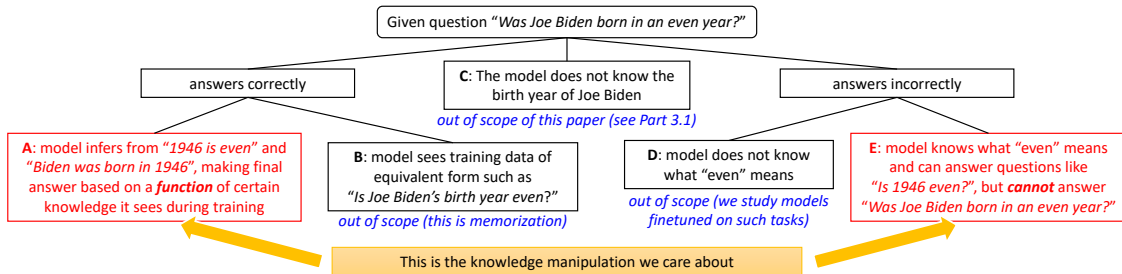 Given question “Was Joe Biden born in an even year?”
answers correctly
C: The model does not know the
birth year of Joe Biden
out of scope of this paper (see Part 3.1)
answers incorrectly
A: model infers from “1946 is even” and
“Biden was born in 1946”, making final
answer based on a function of certain
knowledge it sees during training
B: model sees training data of
equivalent form such as
“Is Joe Biden’s birth year even?”
out of scope (this is memorization)
D: model does not know
what “even” means
out of scope (we study models
finetuned on such tasks)
E: model knows what “even” means
and can answer questions like
“Is 1946 even?”, but cannot answer
“Was Joe Biden born in an even year?”
This is the knowledge manipulation we care about